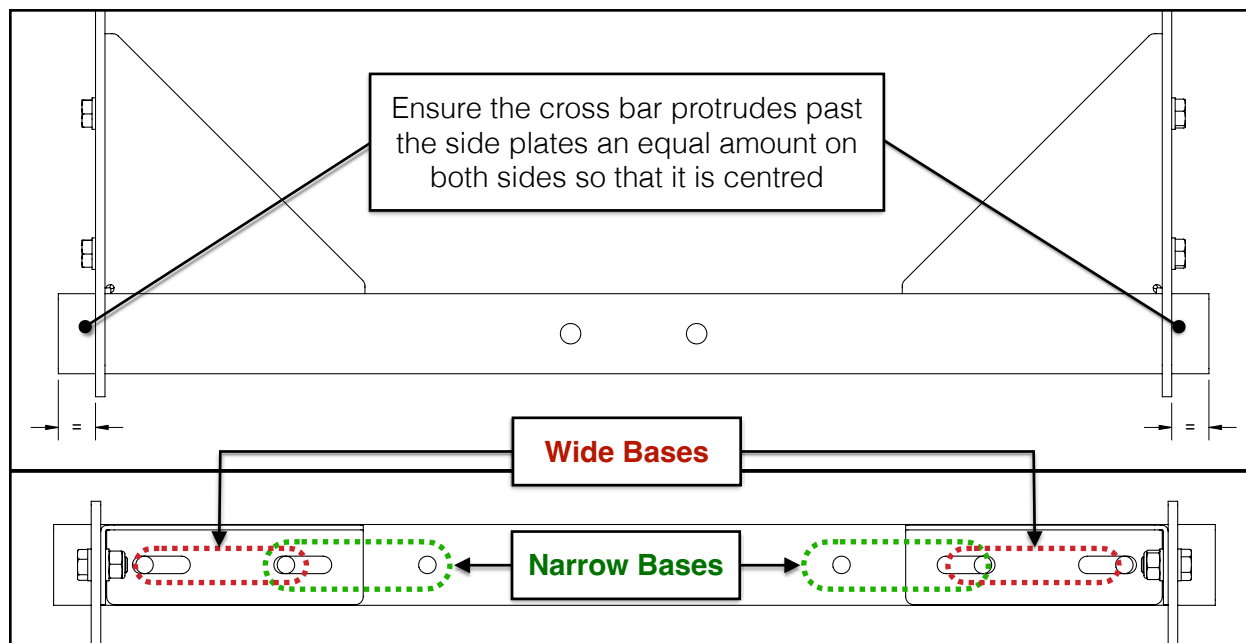 Ensure the cross bar protrudes past
the side plates an equal amount on
both sides so that it is centred
=
=
Wide Bases
Narrow Bases